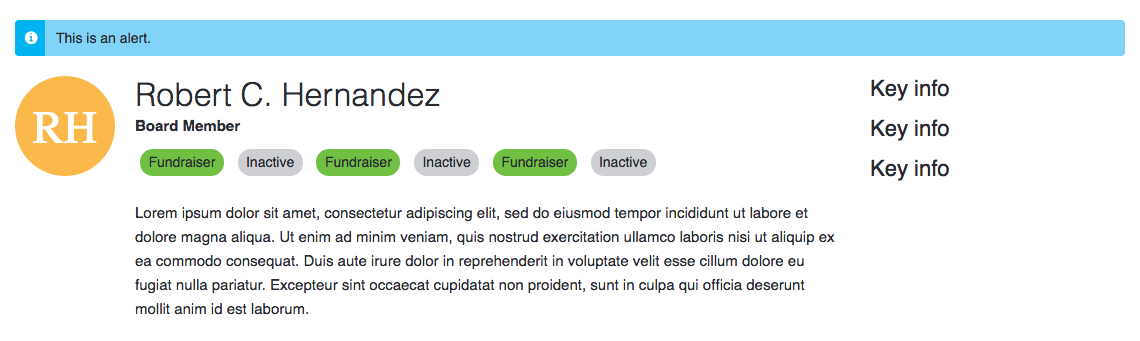 This is an alert.
RH
Robert C. Hernandez
Board Member
Fundraiser Inactive Fundraiser Inactive Fundraiser Inactive
Lorem ipsum dolor sit amet, consectetur adipiscing elit, sed do eiusmod tempor incididunt ut labore et
dolore magna aliqua. Ut enim ad minim veniam, quis nostrud exercitation ullamco laboris nisi ut aliquip ex
ea commodo consequat. Duis aute irure dolor in reprehenderit in voluptate velit esse cillum dolore eu
fugiat nulla pariatur. Excepteur sint occaecat cupidatat non proident, sunt in culpa qui officia deserunt
mollit anim id est laborum.
Key info
Key info
Key info